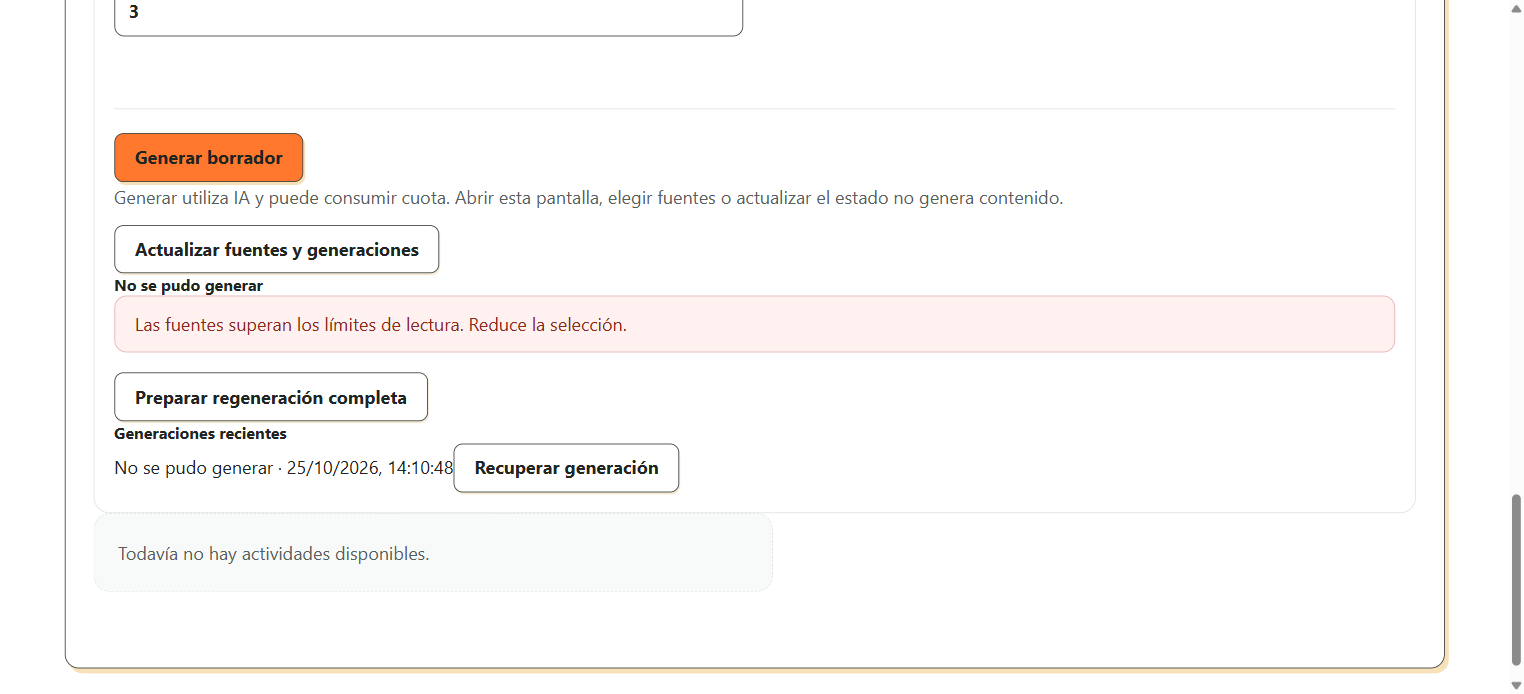 3
Generar borrador
Generar utiliza IA y puede consumir cuota. Abrir esta pantalla, elegir fuentes o actualizar el estado no genera contenido.
Actualizar fuentes y generaciones
No se pudo generar
Las fuentes superan los límites de lectura. Reduce la selección.
Preparar regeneración completa
Generaciones recientes
No se pudo generar · 25/10/2026, 14:10:48 Recuperar generación
Todavía no hay actividades disponibles.